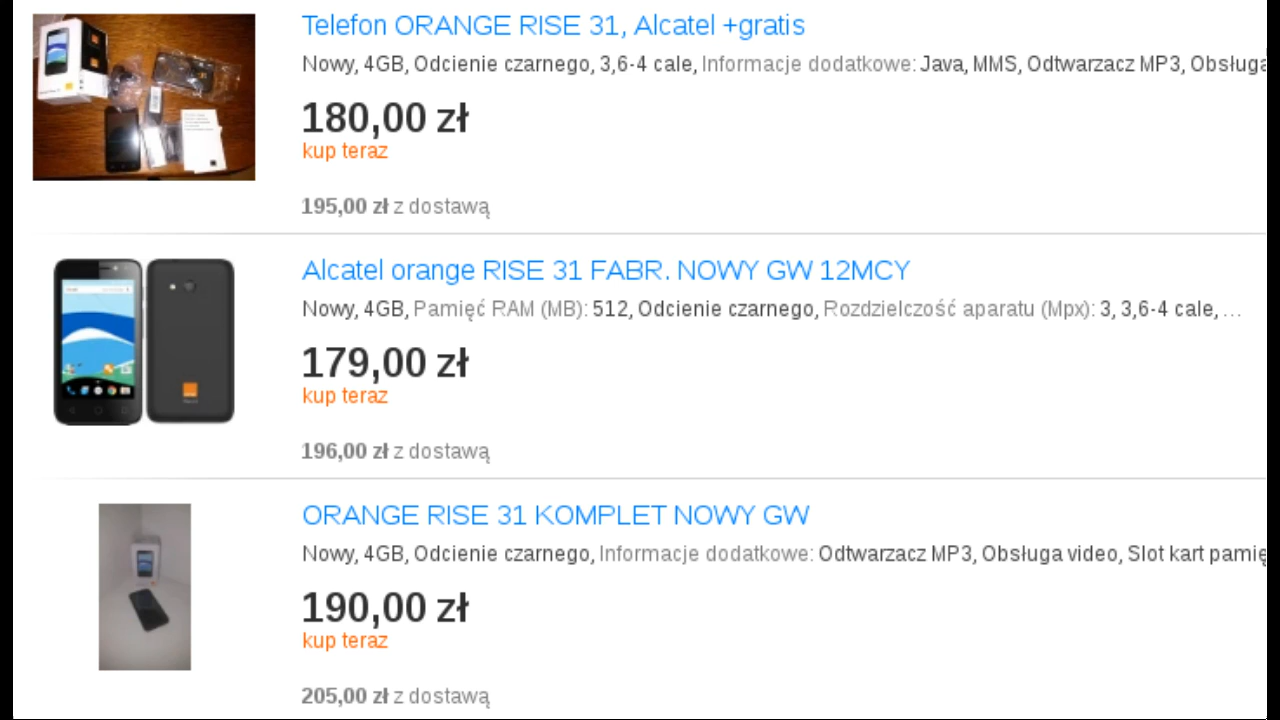 Telefon ORANGE RISE 31, Alcatel +gratis
Nowy, 4GB, Odcienie czarnego, 3,6-4 cale, Informacje dodatkowe: Java, MMS, Odtwarzacz MP3, Obsługa
180,00 zł
kup teraz
195,00 zł z dostawą
Alcatel orange RISE 31 FABR. NOWY GW 12MCY
Nowy, 4GB, Pamięć RAM (MB): 512, Odcienie czarnego, Rozdzielczość aparatu (Mpx): 3, 3,6-4 cale, ...
179,00 zł
kup teraz
196,00 zł z dostawą
ORANGE RISE 31 KOMPLET NOWY GW
Nowy, 4GB, Odcienie czarnego, Informacje dodatkowe: Odtwarzacz MP3, Obsługa video, Slot kart pamię
190,00 zł
kup teraz
205,00 zł z dostawą